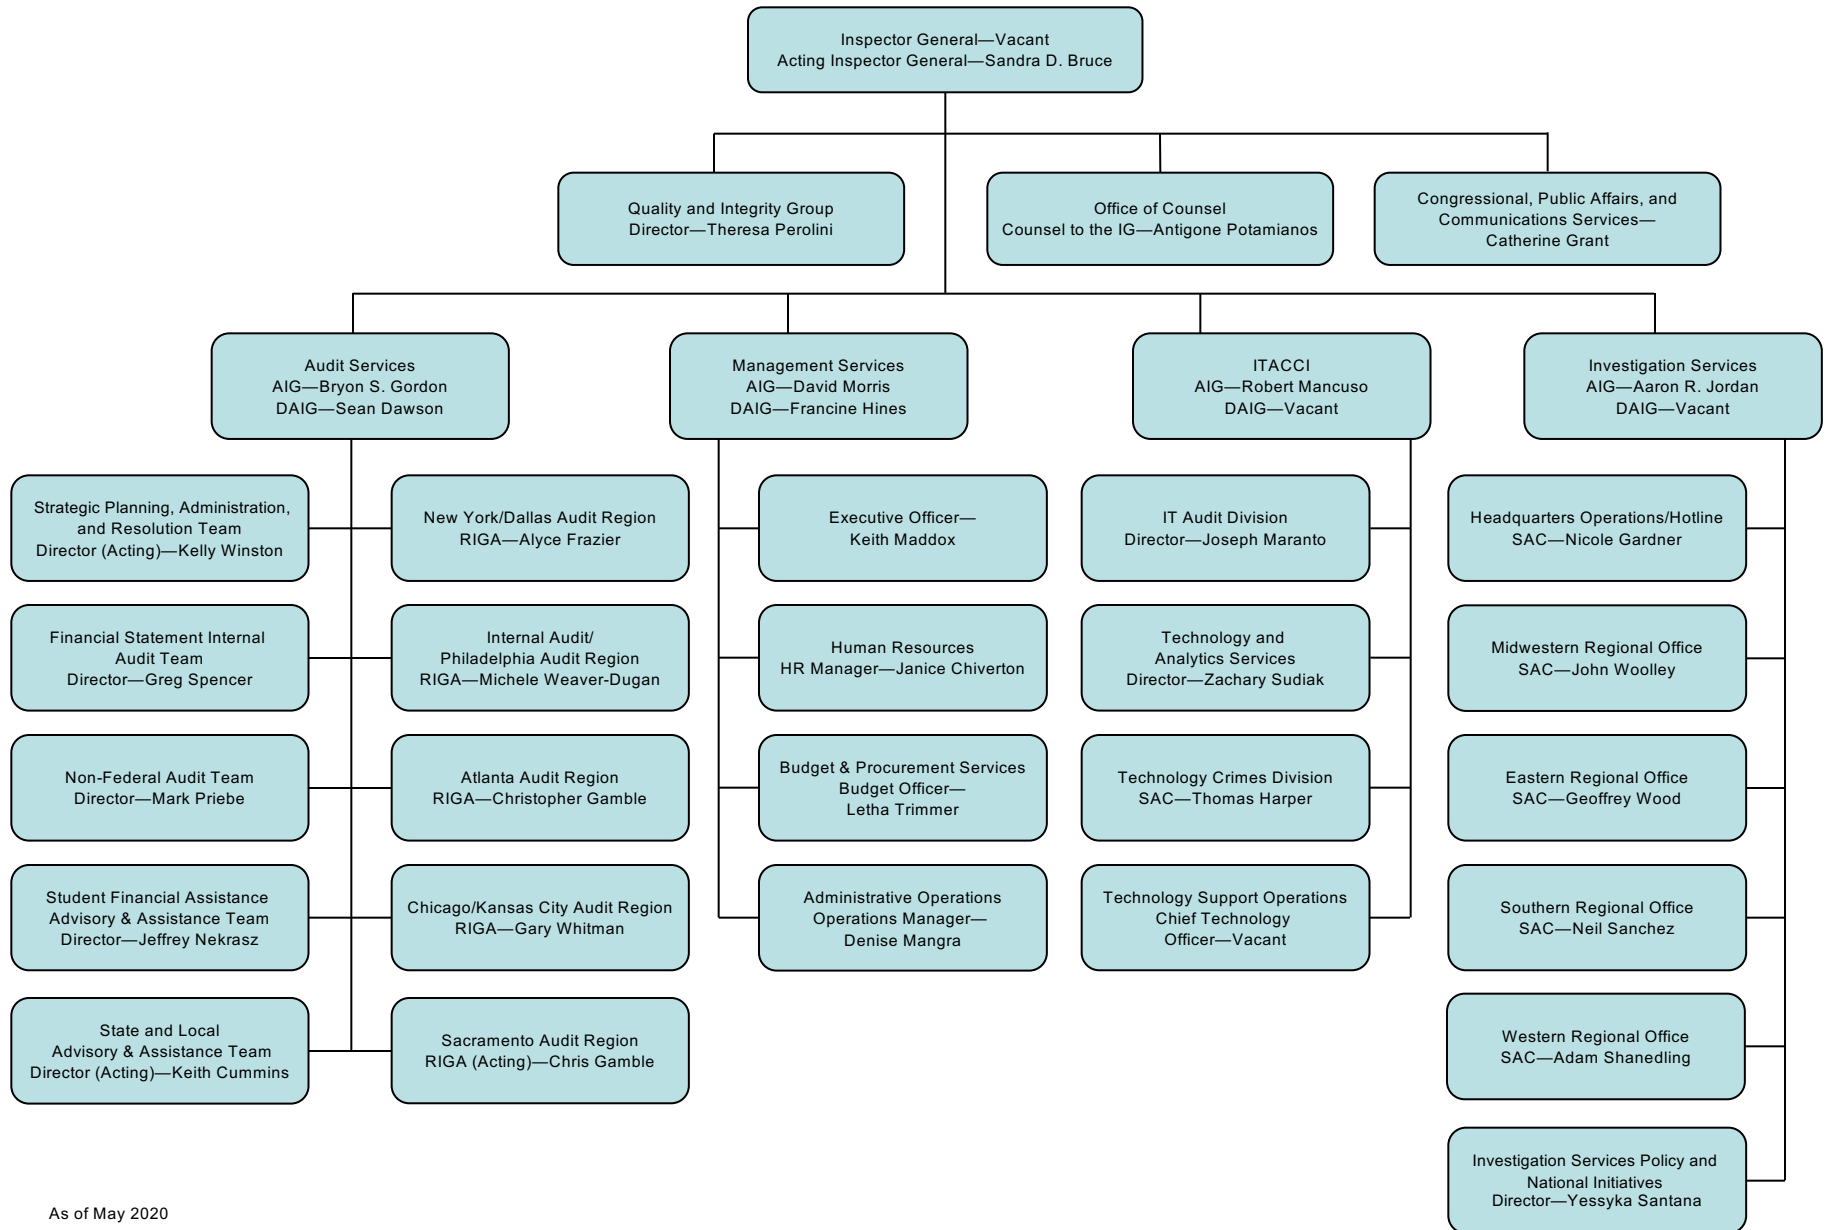 Inspector General—Vacant
Acting Inspector General—Sandra D. Bruce
Quality and Integrity Group
Director—Theresa Perolini
Office of Counsel
Counsel to the IG—Antigone Potamianos
Congressional, Public Affairs, and
Communications Services—
Catherine Grant
Audit Services
AIG—Bryon S. Gordon
DAIG—Sean Dawson
Management Services
AIG—David Morris
DAIG—Francine Hines
ITACCI
AIG—Robert Mancuso
DAIG—Vacant
Investigation Services
AIG—Aaron R. Jordan
DAIG—Vacant
Strategic Planning, Administration,
and Resolution Team
Director (Acting)—Kelly Winston
New York/Dallas Audit Region
RIGA—Alyce Frazier
Executive Officer—
Keith Maddox
IT Audit Division
Director—Joseph Maranto
Headquarters Operations/Hotline
SAC—Nicole Gardner
Financial Statement Internal
Audit Team
Director—Greg Spencer
Internal Audit/
Philadelphia Audit Region
RIGA—Michele Weaver-Dugan
Human Resources
HR Manager—Janice Chiverton
Technology and
Analytics Services
Director—Zachary Sudiak
Midwestern Regional Office
SAC—John Woolley
Non-Federal Audit Team
Director—Mark Priebe
Atlanta Audit Region
RIGA—Christopher Gamble
Budget & Procurement Services
Budget Officer—
Letha Trimmer
Technology Crimes Division
SAC—Thomas Harper
Eastern Regional Office
SAC—Geoffrey Wood
Student Financial Assistance
Advisory & Assistance Team
Director—Jeffrey Nekrasz
Chicago/Kansas City Audit Region
RIGA—Gary Whitman
Administrative Operations
Operations Manager—
Denise Mangra
Technology Support Operations
Chief Technology
Officer—Vacant
Southern Regional Office
SAC—Neil Sanchez
State and Local
Advisory & Assistance Team
Director (Acting)—Keith Cummins
Sacramento Audit Region
RIGA (Acting)—Chris Gamble
Western Regional Office
SAC—Adam Shanedling
Investigation Services Policy and
National Initiatives
Director—Yessyka Santana
As of May 2020